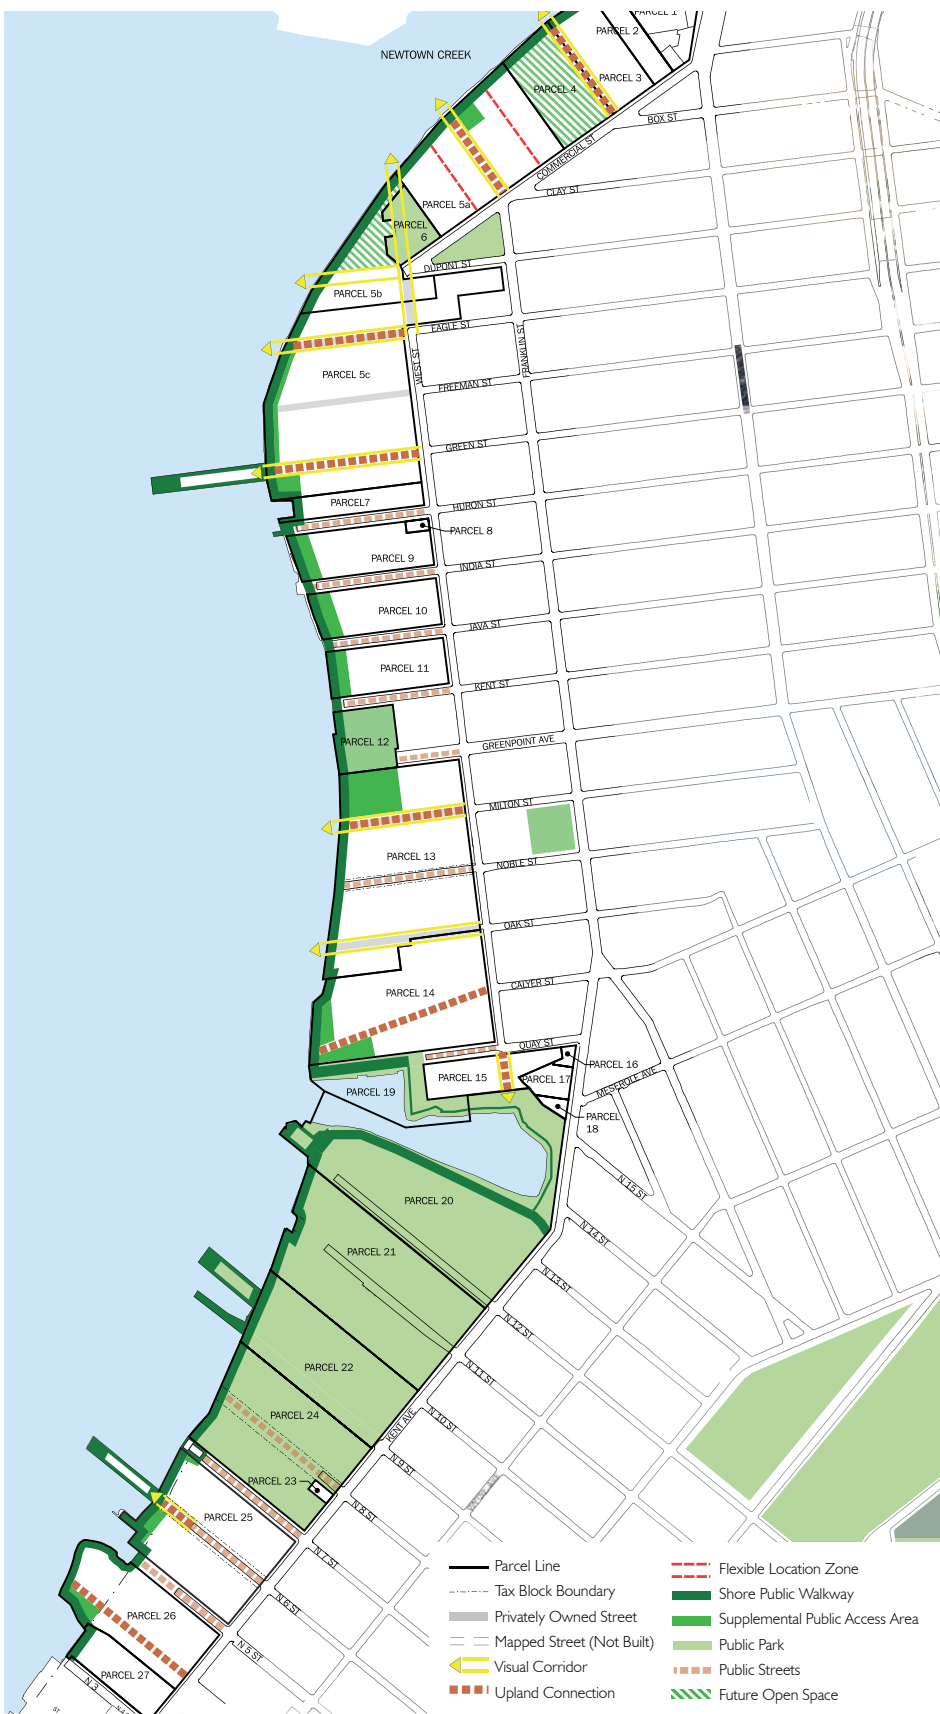 PARCEL 1
PARCEL 2
NEWTOWN CREEK
PARCEL 3
PARCEL 4
BOX ST
COMMERCIAL ST
CLAY ST
PARCEL 5a
PARCEL
6
DUPONT ST
PARCEL 5b
EAGLE ST
FRANKLIN ST
WEST ST
PARCEL 5c
FREEMAN ST
GREEN ST
PARCEL7
HURON ST
PARCEL 8
PARCEL 9
INDIA ST
PARCEL 10
JAVA ST
PARCEL 11
KENT ST
PARCEL 12
GREENPOINT AVE
MILTON ST
PARCEL 13
NOBLE ST
OAK ST
CALYER ST
PARCEL 14
QUAY ST
PARCEL 16
PARCEL 15
PARCEL 17
MESEROLE AVE
PARCEL 19
PARCEL
18
N 15 ST
PARCEL 20
N 14 ST
PARCEL 21
N 13 ST
N 12 ST
PARCEL 22
N 11 ST
PARCEL 24
KENT AVE
N 10 ST
N 9 ST
PARCEL 23
N 8 ST
PARCEL 25
N 7 ST
N 6 ST
PARCEL 26
N 5 ST
PARCEL 27
N 3
ST
Parcel Line
Tax Block Boundary
Privately Owned Street
Mapped Street (Not Built)
Visual Corridor
Upland Connection
Flexible Location Zone
Shore Public Walkway
Supplemental Public Access Area
Public Park
Public Streets
Future Open Space